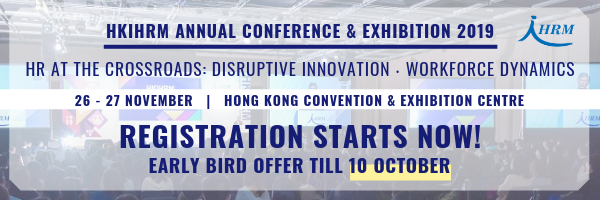 HKIHRM ANNUAL CONFERENCE & EXHIBITION 2019
iHRM
HR AT THE CROSSROADS: DISRUPTIVE INNOVATION · WORKFORCE DYNAMICS
26 - 27 NOVEMBER | HONG KONG CONVENTION & EXHIBITION CENTRE
REGISTRATION STARTS NOW!
EARLY BIRD OFFER TILL 10 OCTOBER